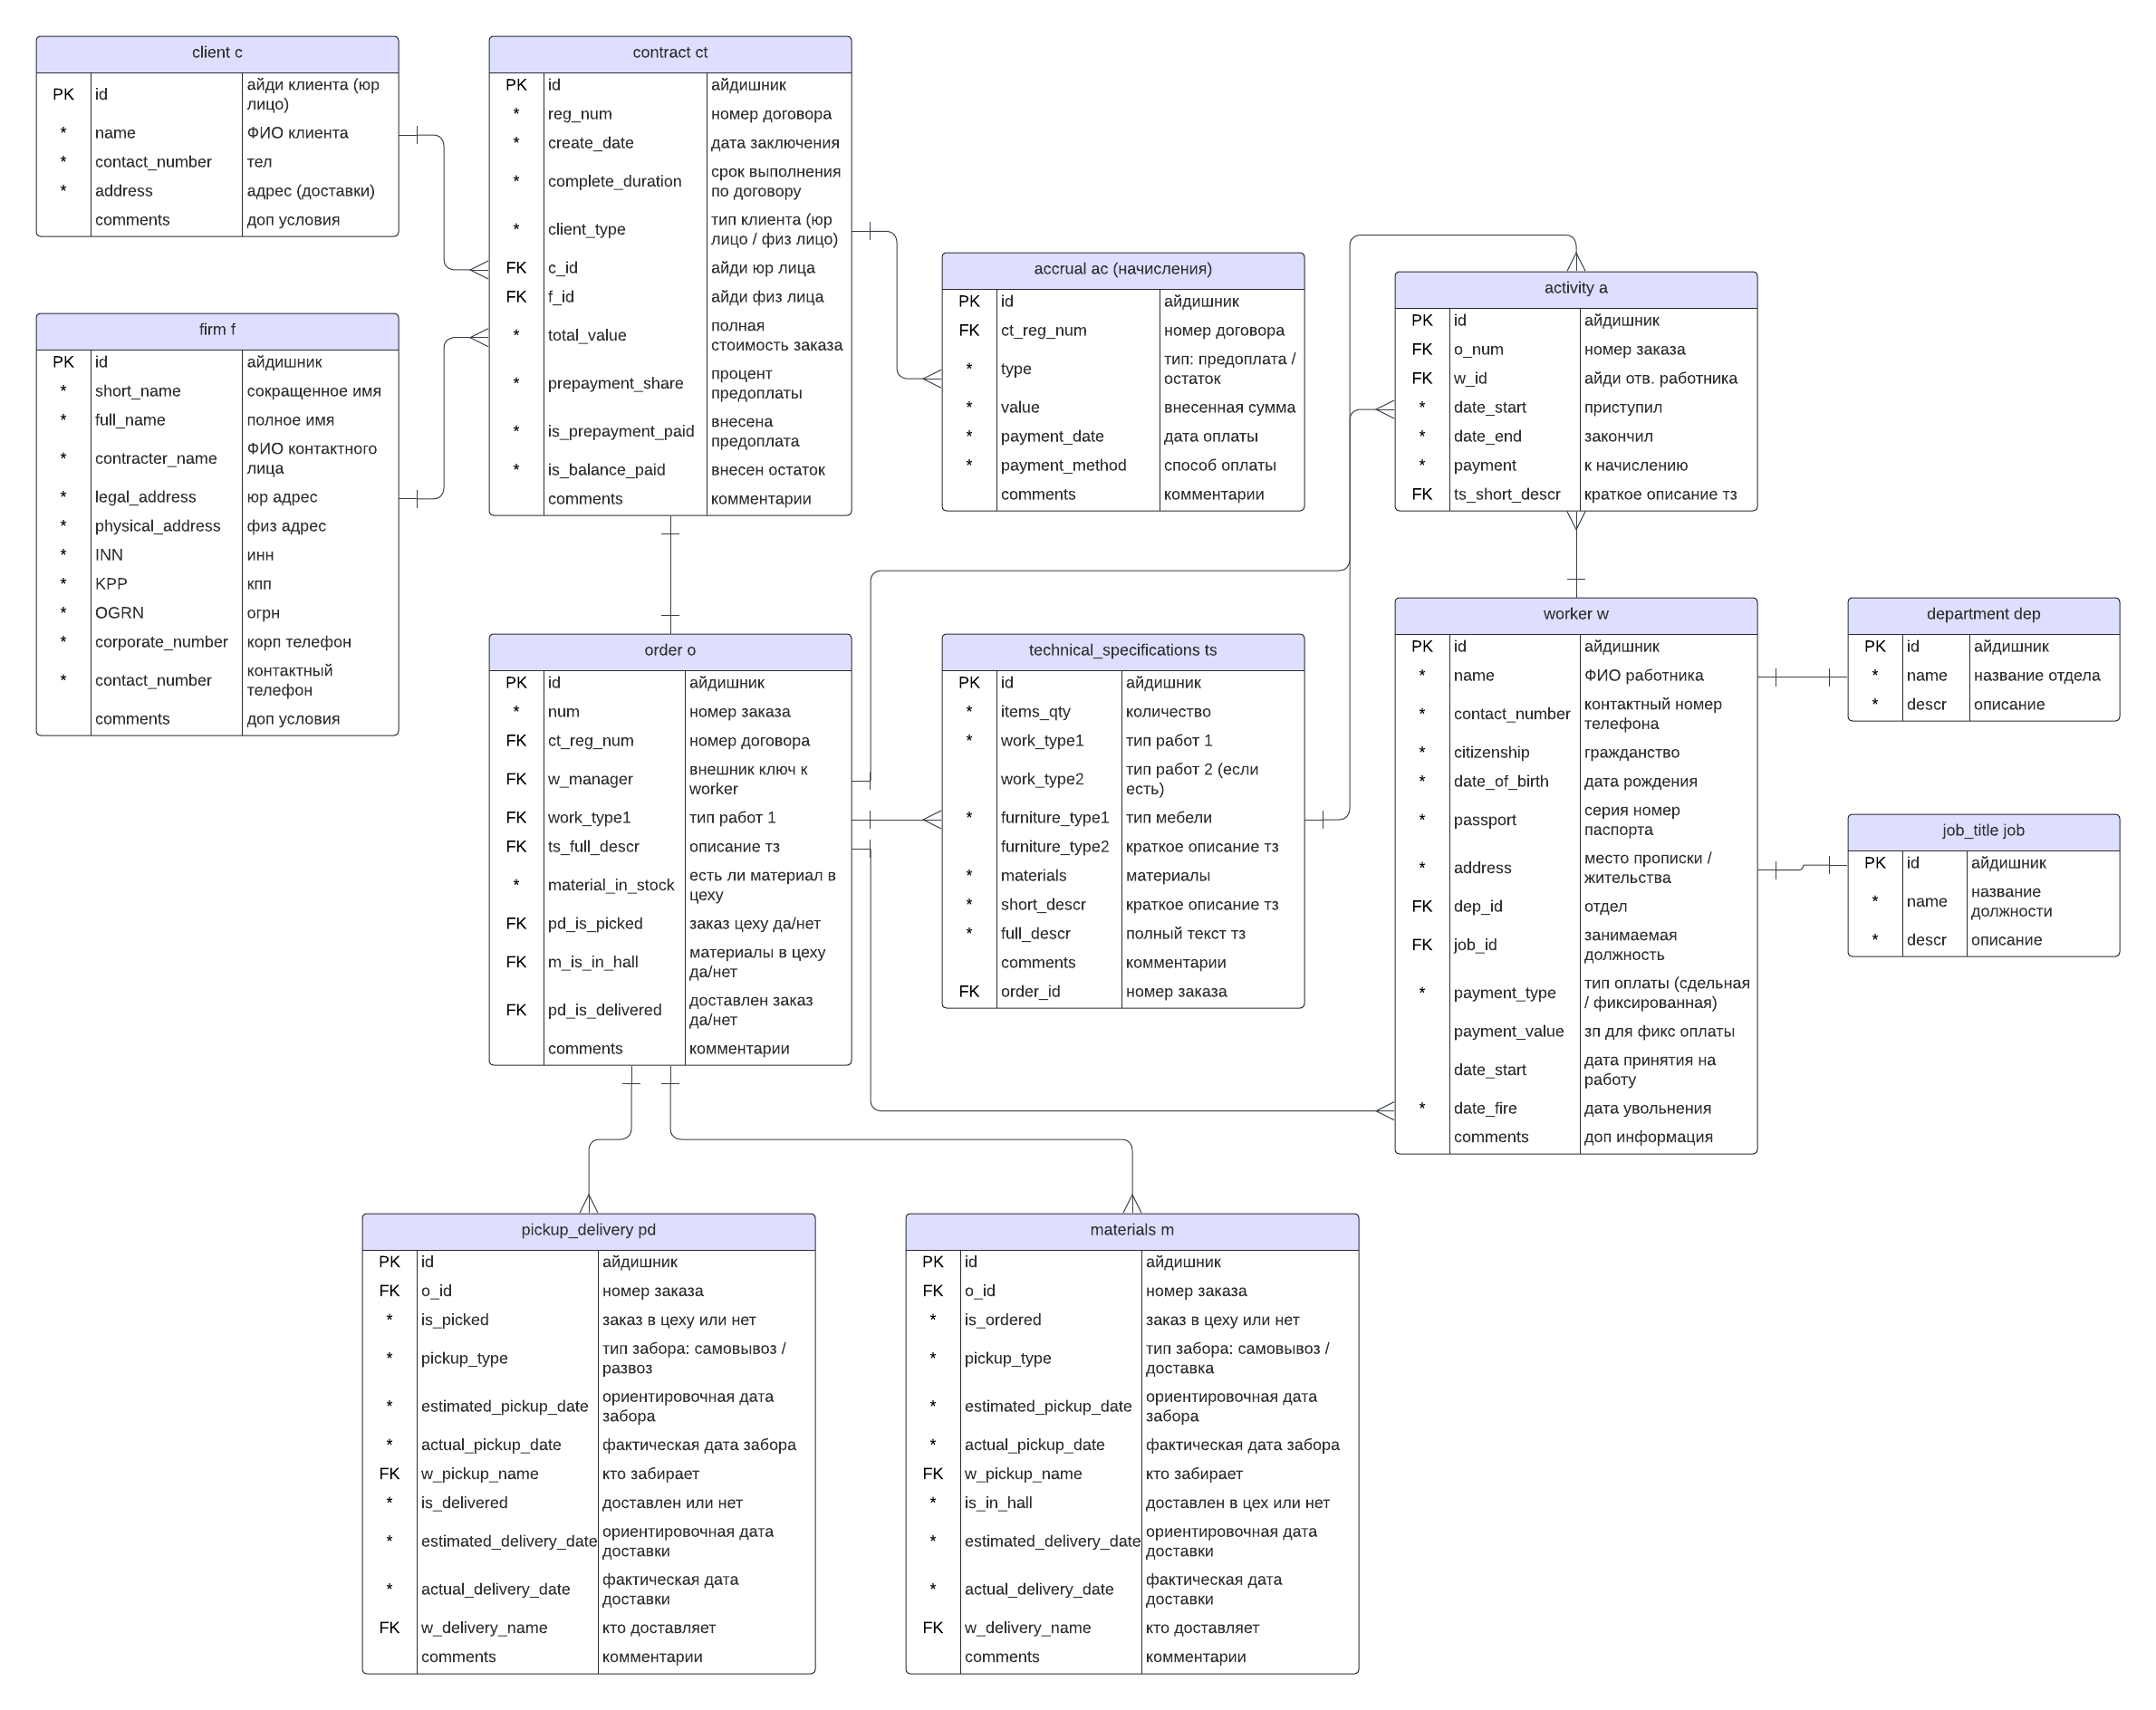 client c
PK id айди клиента (юр
лицо)
* name ФИО клиента
* contact_number тел
* address адрес (доставки)
comments доп условия
firm f
PK id айдишник
* short_name сокращенное имя
* full_name полное имя
* contracter_name ФИО контактного
лица
* legal_address юр адрес
* physical_address физ адрес
* INN инн
* KPP кпп
* OGRN огрн
* corporate_number корп телефон
* contact_number контактный
телефон
comments доп условия
contract ct
PK id айдишник
* reg_num номер договора
* create_date дата заключения
* complete_duration срок выполнения
по договору
* client_type тип клиента (юр
лицо / физ лицо)
FK c_id айди юр лица
FK f_id айди физ лица
* total_value полная
стоимость заказа
* prepayment_share процент
предоплаты
* is_prepayment_paid внесена
предоплата
* is_balance_paid внесен остаток
comments комментарии
accrual ac (начисления)
PK id айдишник
FK ct_reg_num номер договора
* type тип: предоплата /
остаток
* value внесенная сумма
* payment_date дата оплаты
* payment_method способ оплаты
comments комментарии
activity a
PK id айдишник
FK o_num номер заказа
FK w_id айди отв. работника
* date_start приступил
* date_end закончил
* payment к начислению
FK ts_short_descr краткое описание тз
order o
PK id айдишник
* num номер заказа
FK ct_reg_num номер договора
FK w_manager внешник ключ к
worker
FK work_type1 тип работ 1
FK ts_full_descr описание тз
* material_in_stock есть ли материал в
цеху
FK pd_is_picked заказ цеху да/нет
FK m_is_in_hall материалы в цеху
да/нет
FK pd_is_delivered доставлен заказ
да/нет
comments комментарии
technical_specifications ts
PK id айдишник
* items_qty количество
* work_type1 тип работ 1
work_type2 тип работ 2 (если
есть)
* furniture_type1 тип мебели
furniture_type2 краткое описание тз
* materials материалы
* short_descr краткое описание тз
* full_descr полный текст тз
comments комментарии
FK order_id номер заказа
worker w
PK id айдишник
* name ФИО работника
* contact_number контактный номер
телефона
* citizenship гражданство
* date_of_birth дата рождения
* passport серия номер
паспорта
* address место прописки /
жительства
FK dep_id отдел
FK job_id занимаемая
должность
* payment_type тип оплаты (сдельная
/ фиксированная)
payment_value зп для фикс оплаты
date_start дата принятия на
работу
* date_fire дата увольнения
comments доп информация
department dep
PK id айдишник
* name название отдела
* descr описание
job_title job
PK id айдишник
* name название
должности
* descr описание
pickup_delivery pd
PK id айдишник
FK o_id номер заказа
* is_picked заказ в цеху или нет
* pickup_type тип забора: самовывоз /
развоз
* estimated_pickup_date ориентировочная дата
забора
* actual_pickup_date фактическая дата забора
FK w_pickup_name кто забирает
* is_delivered доставлен или нет
* estimated_delivery_date ориентировочная дата
доставки
* actual_delivery_date фактическая дата
доставки
FK w_delivery_name кто доставляет
comments комментарии
materials m
PK id айдишник
FK o_id номер заказа
* is_ordered заказ в цеху или нет
* pickup_type тип забора: самовывоз /
доставка
* estimated_pickup_date ориентировочная дата
забора
* actual_pickup_date фактическая дата забора
FK w_pickup_name кто забирает
* is_in_hall доставлен в цех или нет
* estimated_delivery_date ориентировочная дата
доставки
* actual_delivery_date фактическая дата
доставки
FK w_delivery_name кто доставляет
comments комментарии